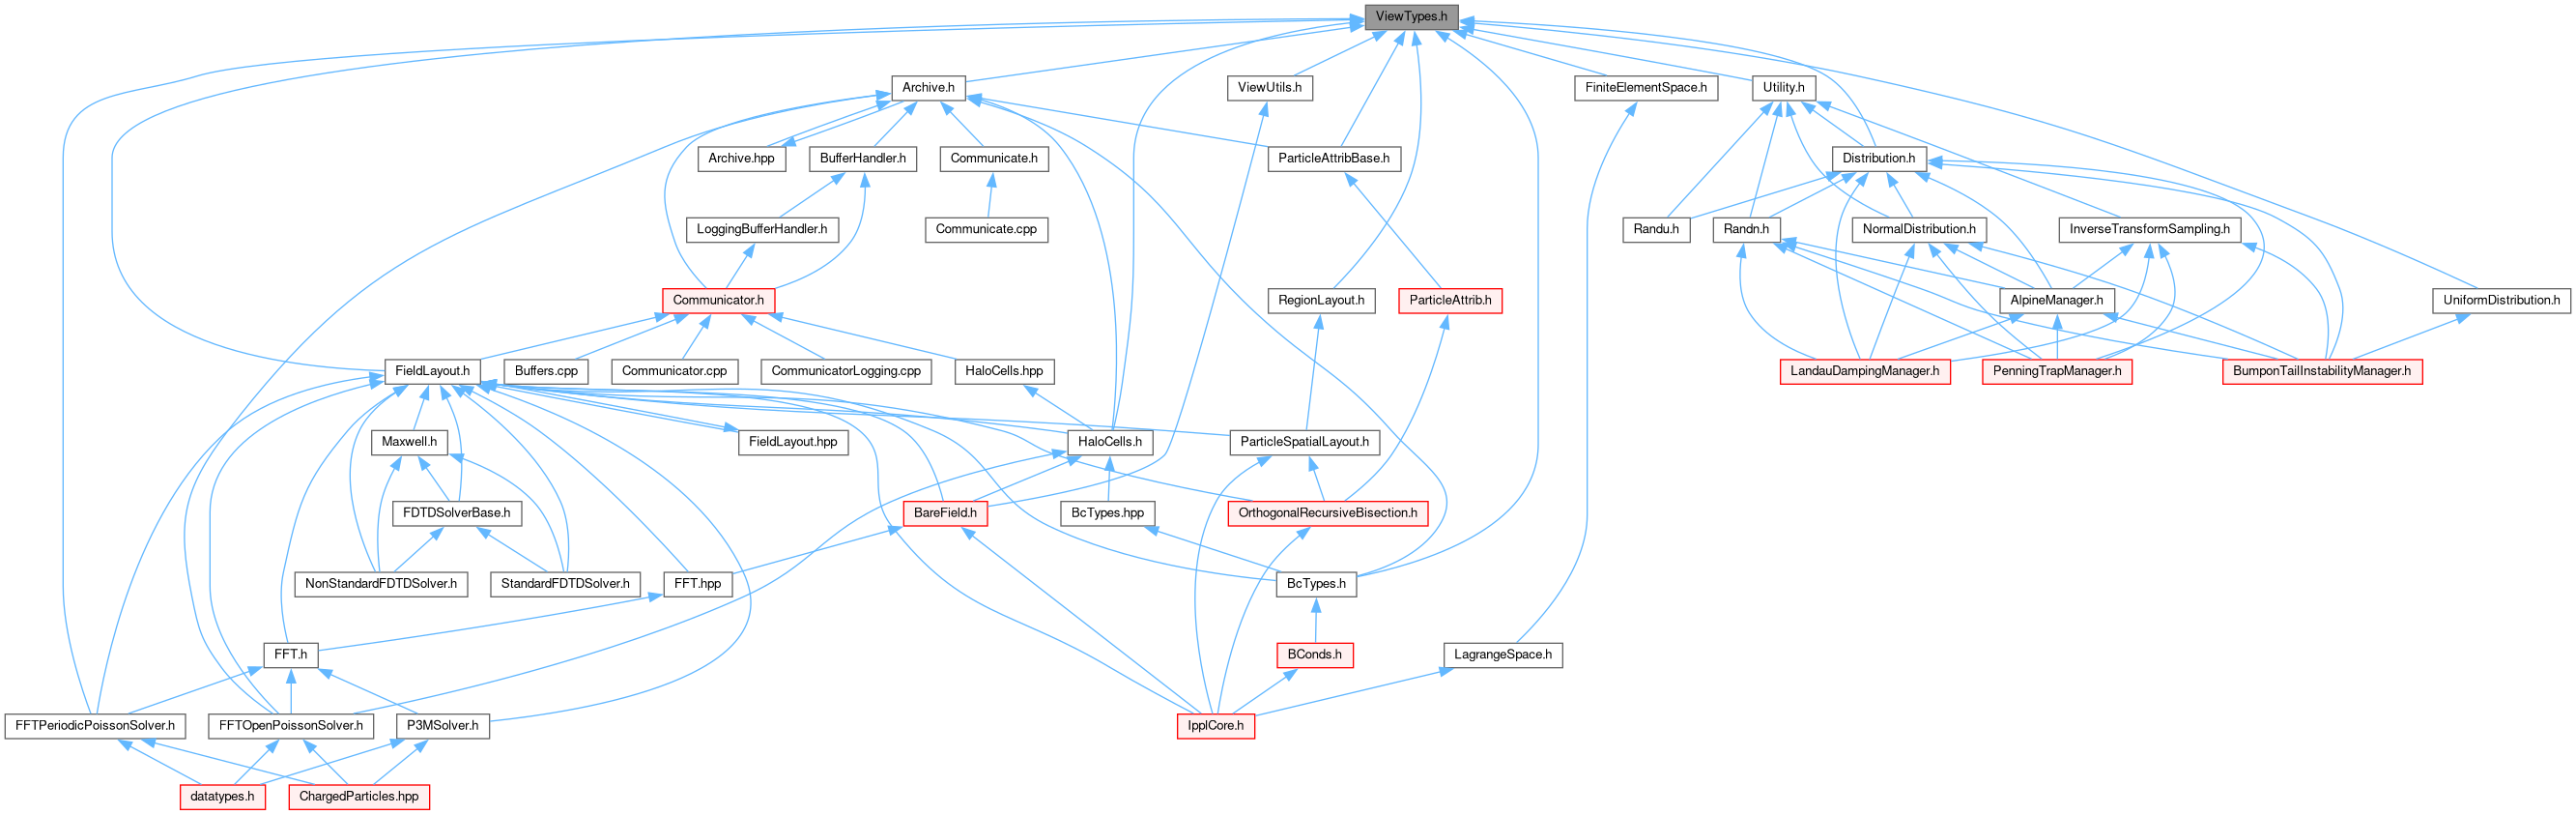 ViewTypes.h
Archive.h
ViewUtils.h
FiniteElementSpace.h
Utility.h
Archive.hpp
BufferHandler.h
Communicate.h
ParticleAttribBase.h
Distribution.h
LoggingBufferHandler.h
Communicate.cpp
Randu.h
Randn.h
NormalDistribution.h
InverseTransformSampling.h
Communicator.h
RegionLayout.h
ParticleAttrib.h
AlpineManager.h
UniformDistribution.h
FieldLayout.h
Buffers.cpp
Communicator.cpp
CommunicatorLogging.cpp
HaloCells.hpp
LandauDampingManager.h
PenningTrapManager.h
BumponTailInstabilityManager.h
Maxwell.h
FieldLayout.hpp
HaloCells.h
ParticleSpatialLayout.h
FDTDSolverBase.h
BareField.h
BcTypes.hpp
OrthogonalRecursiveBisection.h
NonStandardFDTDSolver.h
StandardFDTDSolver.h
FFT.hpp
BcTypes.h
FFT.h
BConds.h
LagrangeSpace.h
FFTPeriodicPoissonSolver.h
FFTOpenPoissonSolver.h
P3MSolver.h
IpplCore.h
datatypes.h
ChargedParticles.hpp